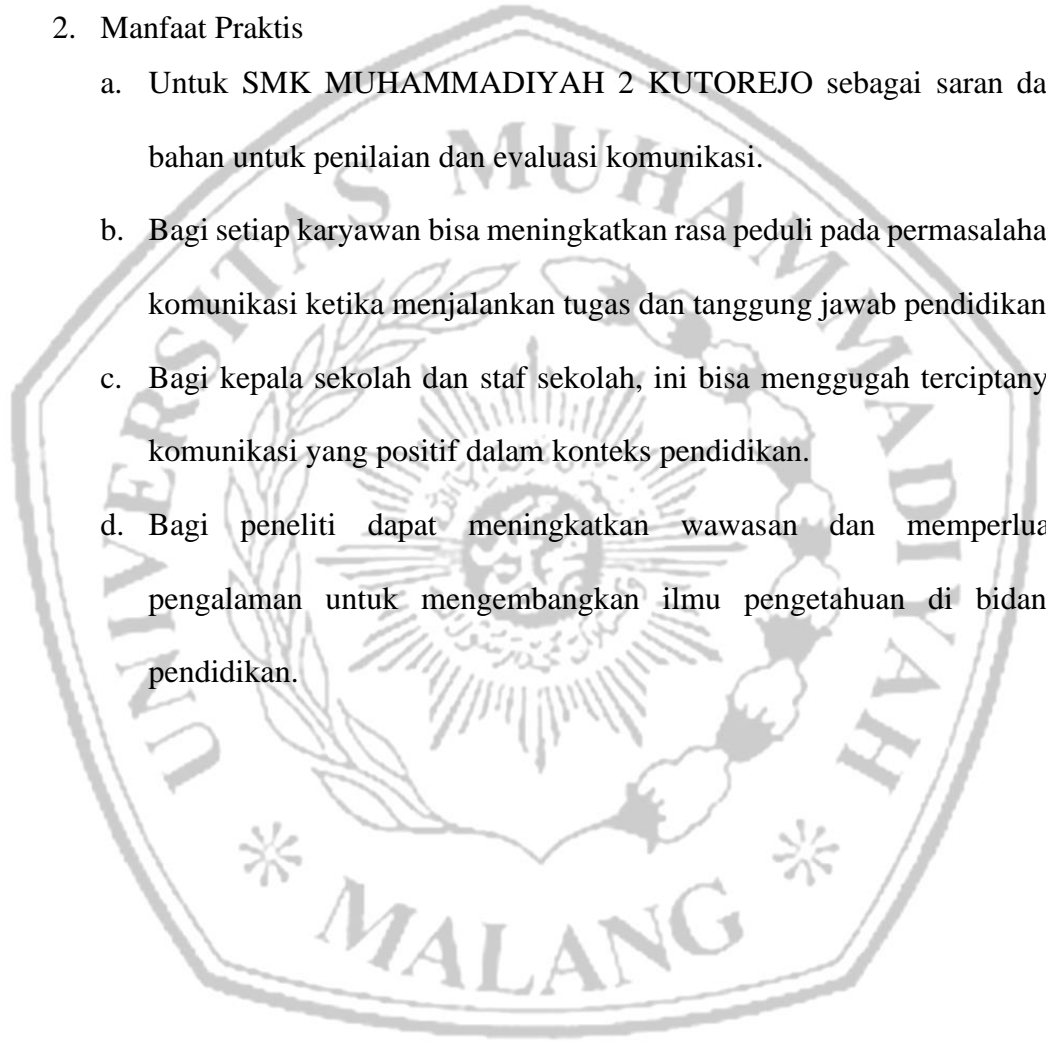 2. Manfaat Praktis
a. Untuk SMK MUHAMMADIYAH 2 KUTOREJO sebagai saran da
bahan untuk penilaian dan evaluasi komunikasi.
b. Bagi setiap karyawan bisa meningkatkan rasa peduli pada permasalaha
komunikasi ketika menjalankan tugas dan tanggung jawab pendidikan
c. Bagi kepala sekolah dan staf sekolah, ini bisa menggugah terciptany
komunikasi yang positif dalam konteks pendidikan.
d. Bagi peneliti dapat meningkatkan wawasan dan memperlua
pengalaman untuk mengembangkan ilmu pengetahuan di bidan
pendidikan.
UNIVERSITAS MUHAMMADIYAH
MALANG